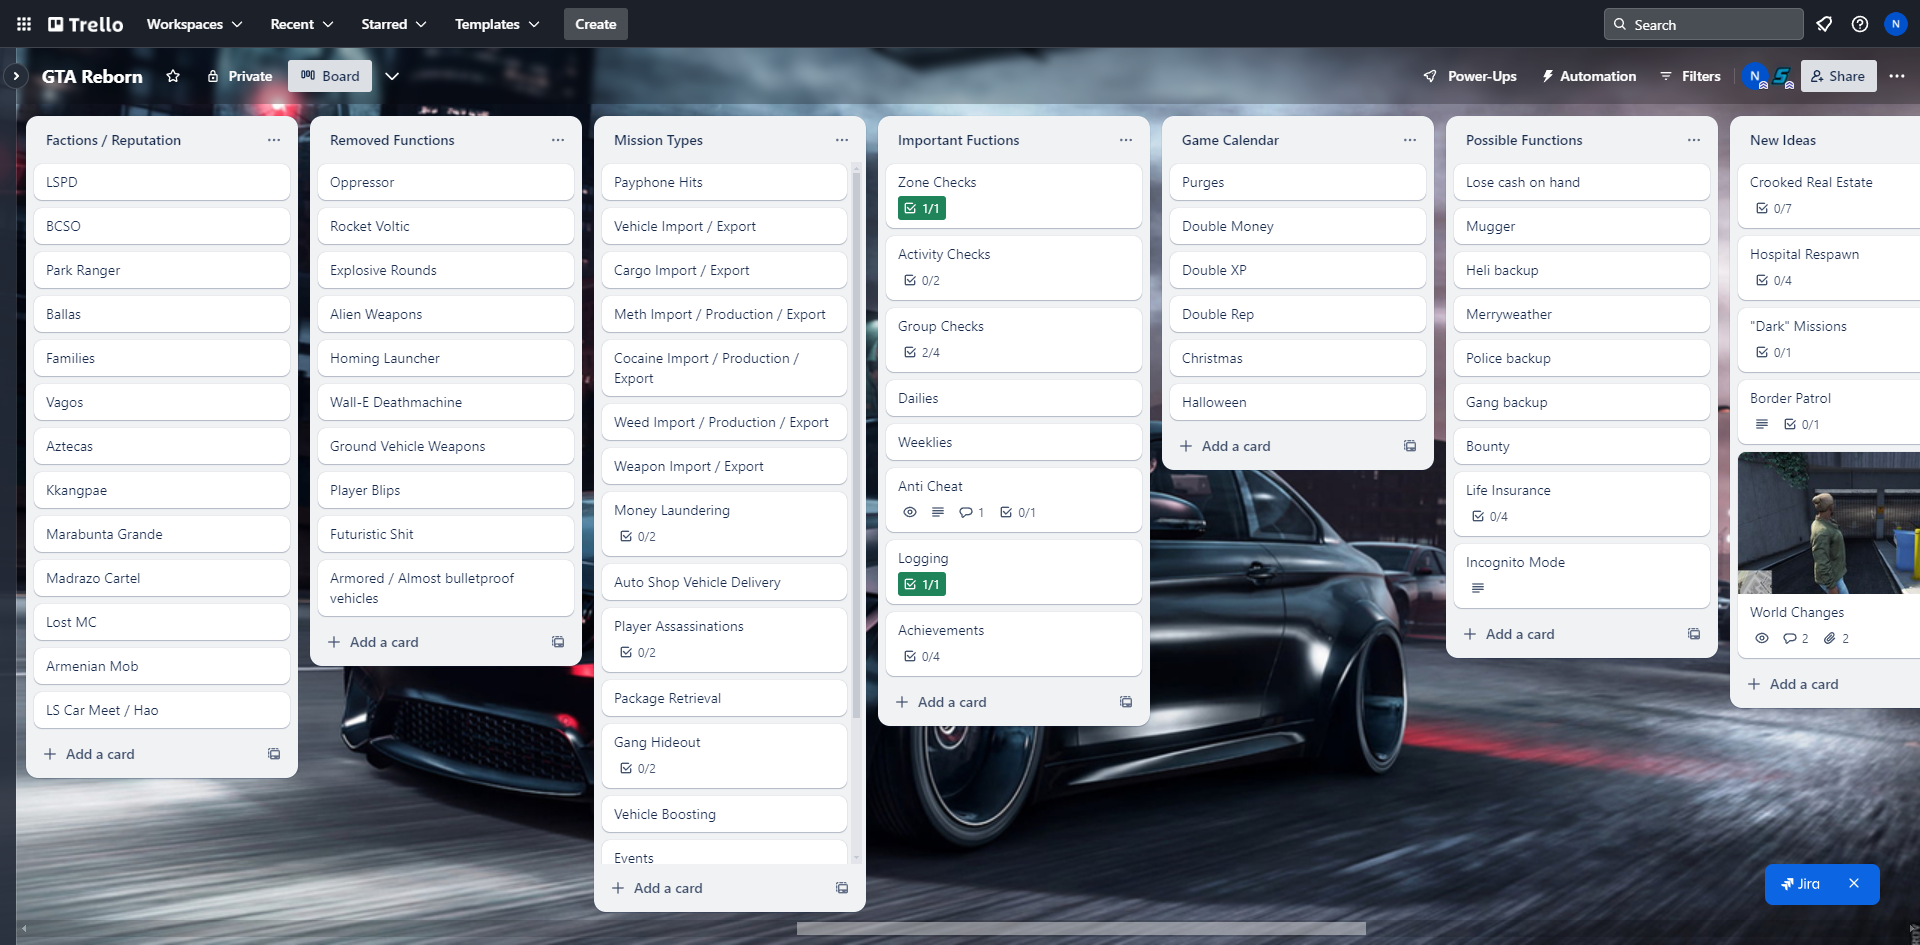 Trello
Workspaces
Recent
Starred
Templates
Create
Search
N
GTA Reborn
Private
Board
Power-Ups
Automation
Filters
N
Share
Factions / Reputation
LSPD
BCSO
Park Ranger
Ballas
Families
Vagos
Aztecas
Kkangpae
Marabunta Grande
Madrazo Cartel
Lost MC
Armenian Mob
LS Car Meet / Hao
Add a card
Removed Functions
Oppressor
Rocket Voltic
Explosive Rounds
Alien Weapons
Homing Launcher
Wall-E Deathmachine
Ground Vehicle Weapons
Player Blips
Futuristic Shit
Armored / Almost bulletproof
vehicles
Add a card
Mission Types
Payphone Hits
Vehicle Import / Export
Cargo Import / Export
Meth Import / Production / Export
Cocaine Import / Production /
Export
Weed Import / Production / Export
Weapon Import / Export
Money Laundering
0/2
Auto Shop Vehicle Delivery
Player Assassinations
0/2
Package Retrieval
Gang Hideout
0/2
Vehicle Boosting
Events
Add a card
Important Fuctions
Zone Checks
1/1
Activity Checks
0/2
Group Checks
2/4
Dailies
Weeklies
Anti Cheat
1 0/1
Logging
1/1
Achievements
0/4
Add a card
Game Calendar
Purges
Double Money
Double XP
Double Rep
Christmas
Halloween
Add a card
Possible Functions
Lose cash on hand
Mugger
Heli backup
Merryweather
Police backup
Gang backup
Bounty
Life Insurance
0/4
Incognito Mode
Add a card
New Ideas
Crooked Real Estate
0/7
Hospital Respawn
0/4
"Dark" Missions
0/1
Border Patrol
0/1
World Changes
2 2
Add a card
Jira